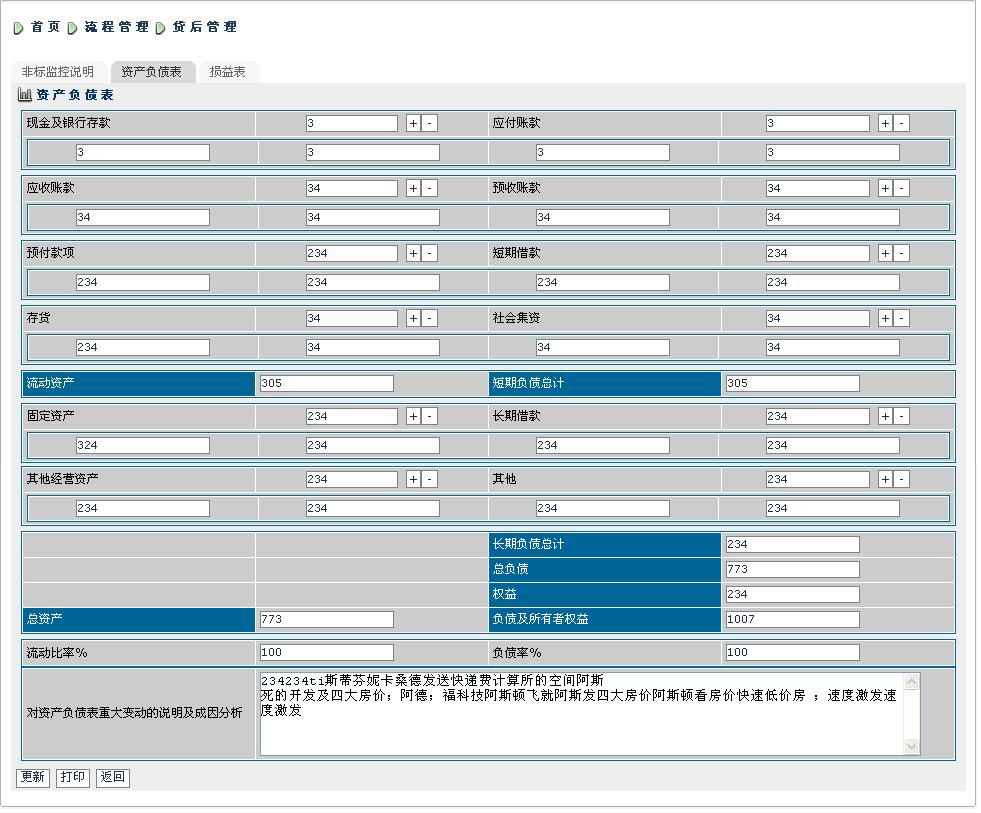 首页 流程管理 贷后管理
非标监控说明 资产负债表 损益表
资产负债表
现金及银行存款 3 + - 应付账款 3 + -
3 3 3 3
应收账款 34 + - 预收账款 34 + -
34 34 34 34
预付款项 234 + - 短期借款 234 + -
234 234 234 234
存货 34 + - 社会集资 34 + -
234 34 34 34
流动资产 305 短期负债总计 305
固定资产 234 + - 长期借款 234 + -
324 234 234 234
其他经营资产 234 + - 其他 234 + -
234 234 234 234
长期负债总计 234
总负债 773
权益 234
总资产 773 负债及所有者权益 1007
流动比率% 100 负债率% 100
对资产负债表重大变动的说明及成因分析
234234ti斯蒂芬妮卡桑德发送快递费计算所的空间阿斯
死的开发及四大房价；阿德；福科技阿斯顿飞就阿斯发四大房价阿斯顿看房价快速低价房 ；速度激发速
度激发
更新 打印 返回